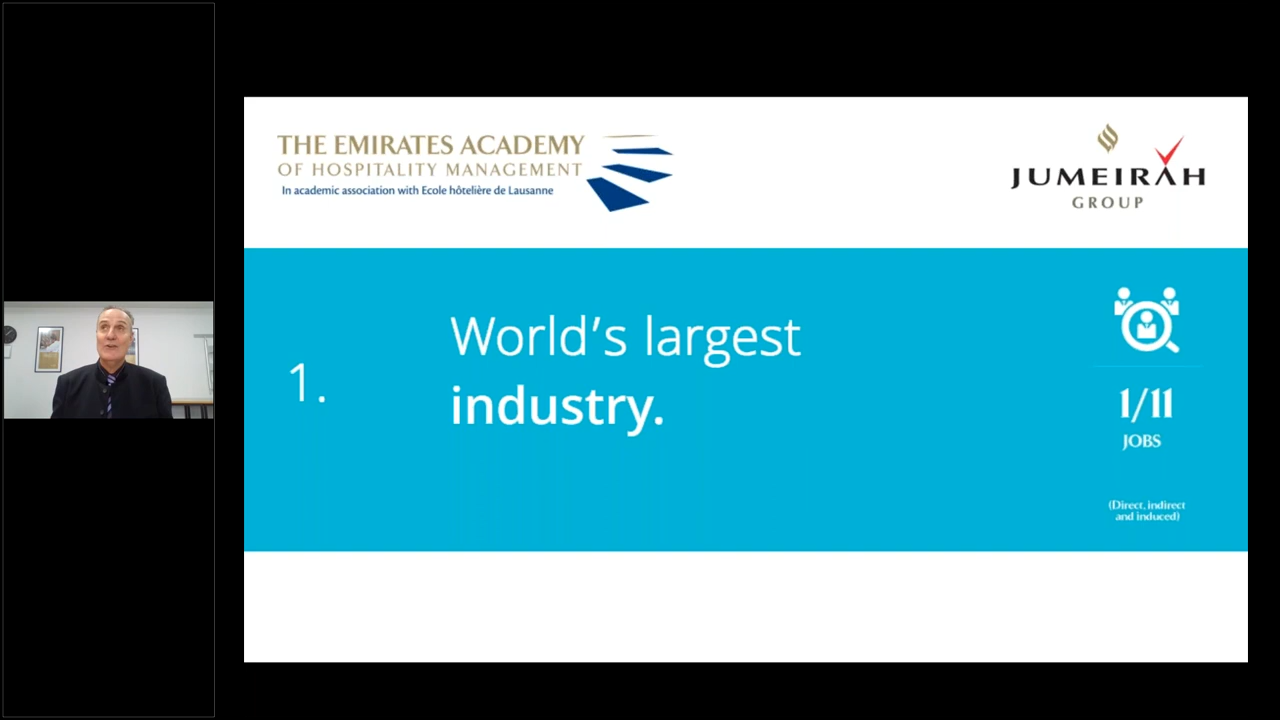 THE EMIRATES ACADEMY
OF HOSPITALITY MANAGEMENT
In academic association with Ecole hôtelière de Lausanne
JUMEIRAH
GROUP
1.
World's largest
industry.
1/11
JOBS
(Direct, indirect
and induced)